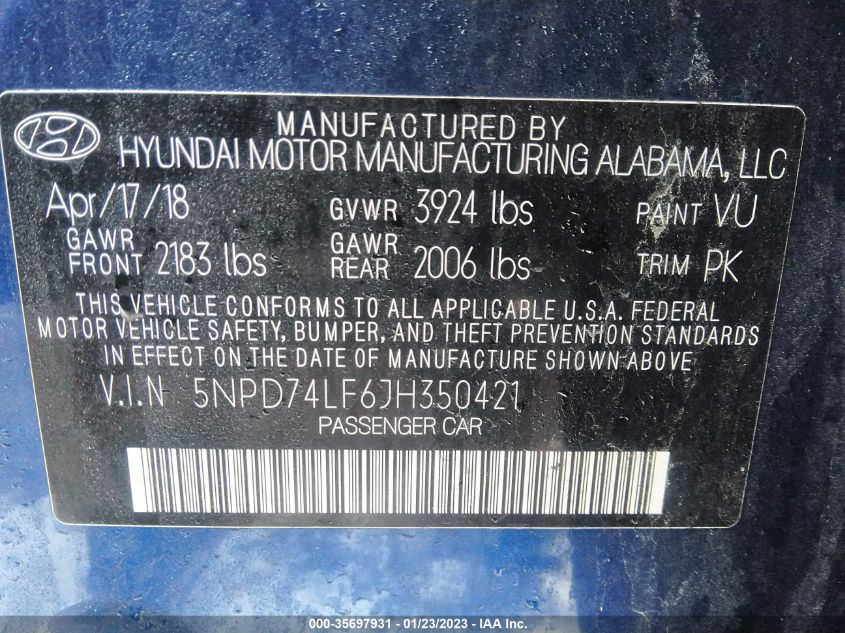 MANUFACTURED BY
HYUNDAI MOTOR MANUFACTURING ALABAMA, LLC
Apr/17/18 GVWR 3924 lbs PAINT VU
GAWR FRONT 2183 lbs GAWR REAR 2006 lbs TRIM PK
THIS VEHICLE CONFORMS TO ALL APPLICABLE U.S.A. FEDERAL
MOTOR VEHICLE SAFETY, BUMPER, AND THEFT PREVENTION STANDARDS
IN EFFECT ON THE DATE OF MANUFACTURE SHOWN ABOVE
V.I.N 5NPD74LF6JH350421
PASSENGER CAR
000-35697931 - 01/23/2023 - IAA Inc.